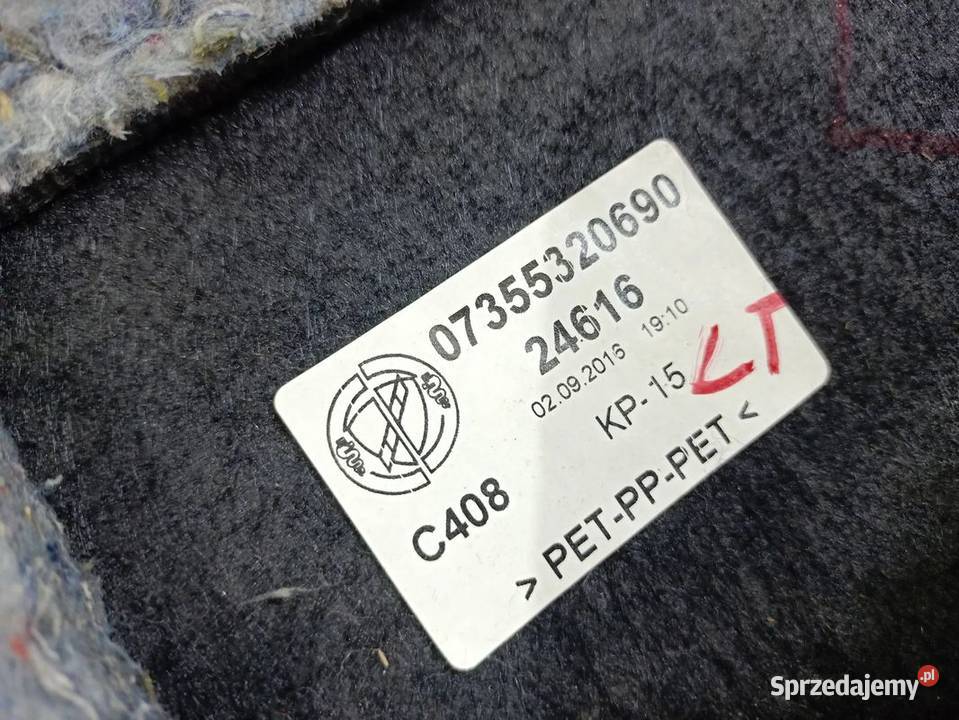 07355320690
24616
02.09.2016 19:10
KP-15 LT
C408
> PET-PP-PET <
Sprzedajemy.pl